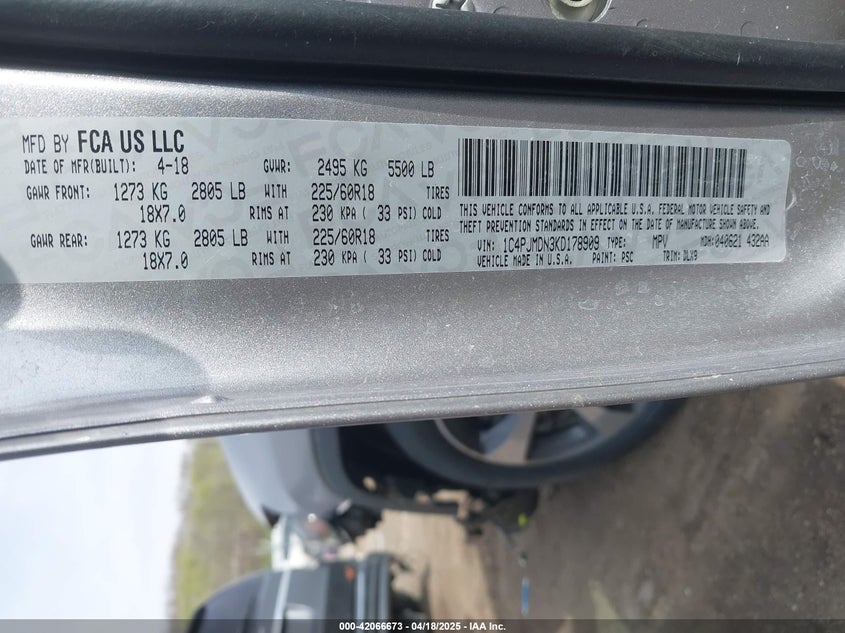 MFD BY FCA US LLC
DATE OF MFR(BUILT): 4-18 GVWR: 2495 KG 5500 LB
GAWR FRONT: 1273 KG 2805 LB WITH 225/60R18 TIRES
18X7.0 RIMS AT 230 KPA ( 33 PSI) COLD
GAWR REAR: 1273 KG 2805 LB WITH 225/60R18 TIRES
18X7.0 RIMS AT 230 KPA ( 33 PSI) COLD
THIS VEHICLE CONFORMS TO ALL APPLICABLE U.S.A. FEDERAL MOTOR VEHICLE SAFETY AND
THEFT PREVENTION STANDARDS IN EFFECT ON THE DATE OF MANUFACTURE SHOWN ABOVE.
VIN: 1C4PJMDN3KD178909 TYPE: MPV MDH: 040621 432AA
VEHICLE MADE IN U.S.A. PAINT: PSC TRIM: DLX9
000-42066673 - 04/18/2025 - IAA Inc.